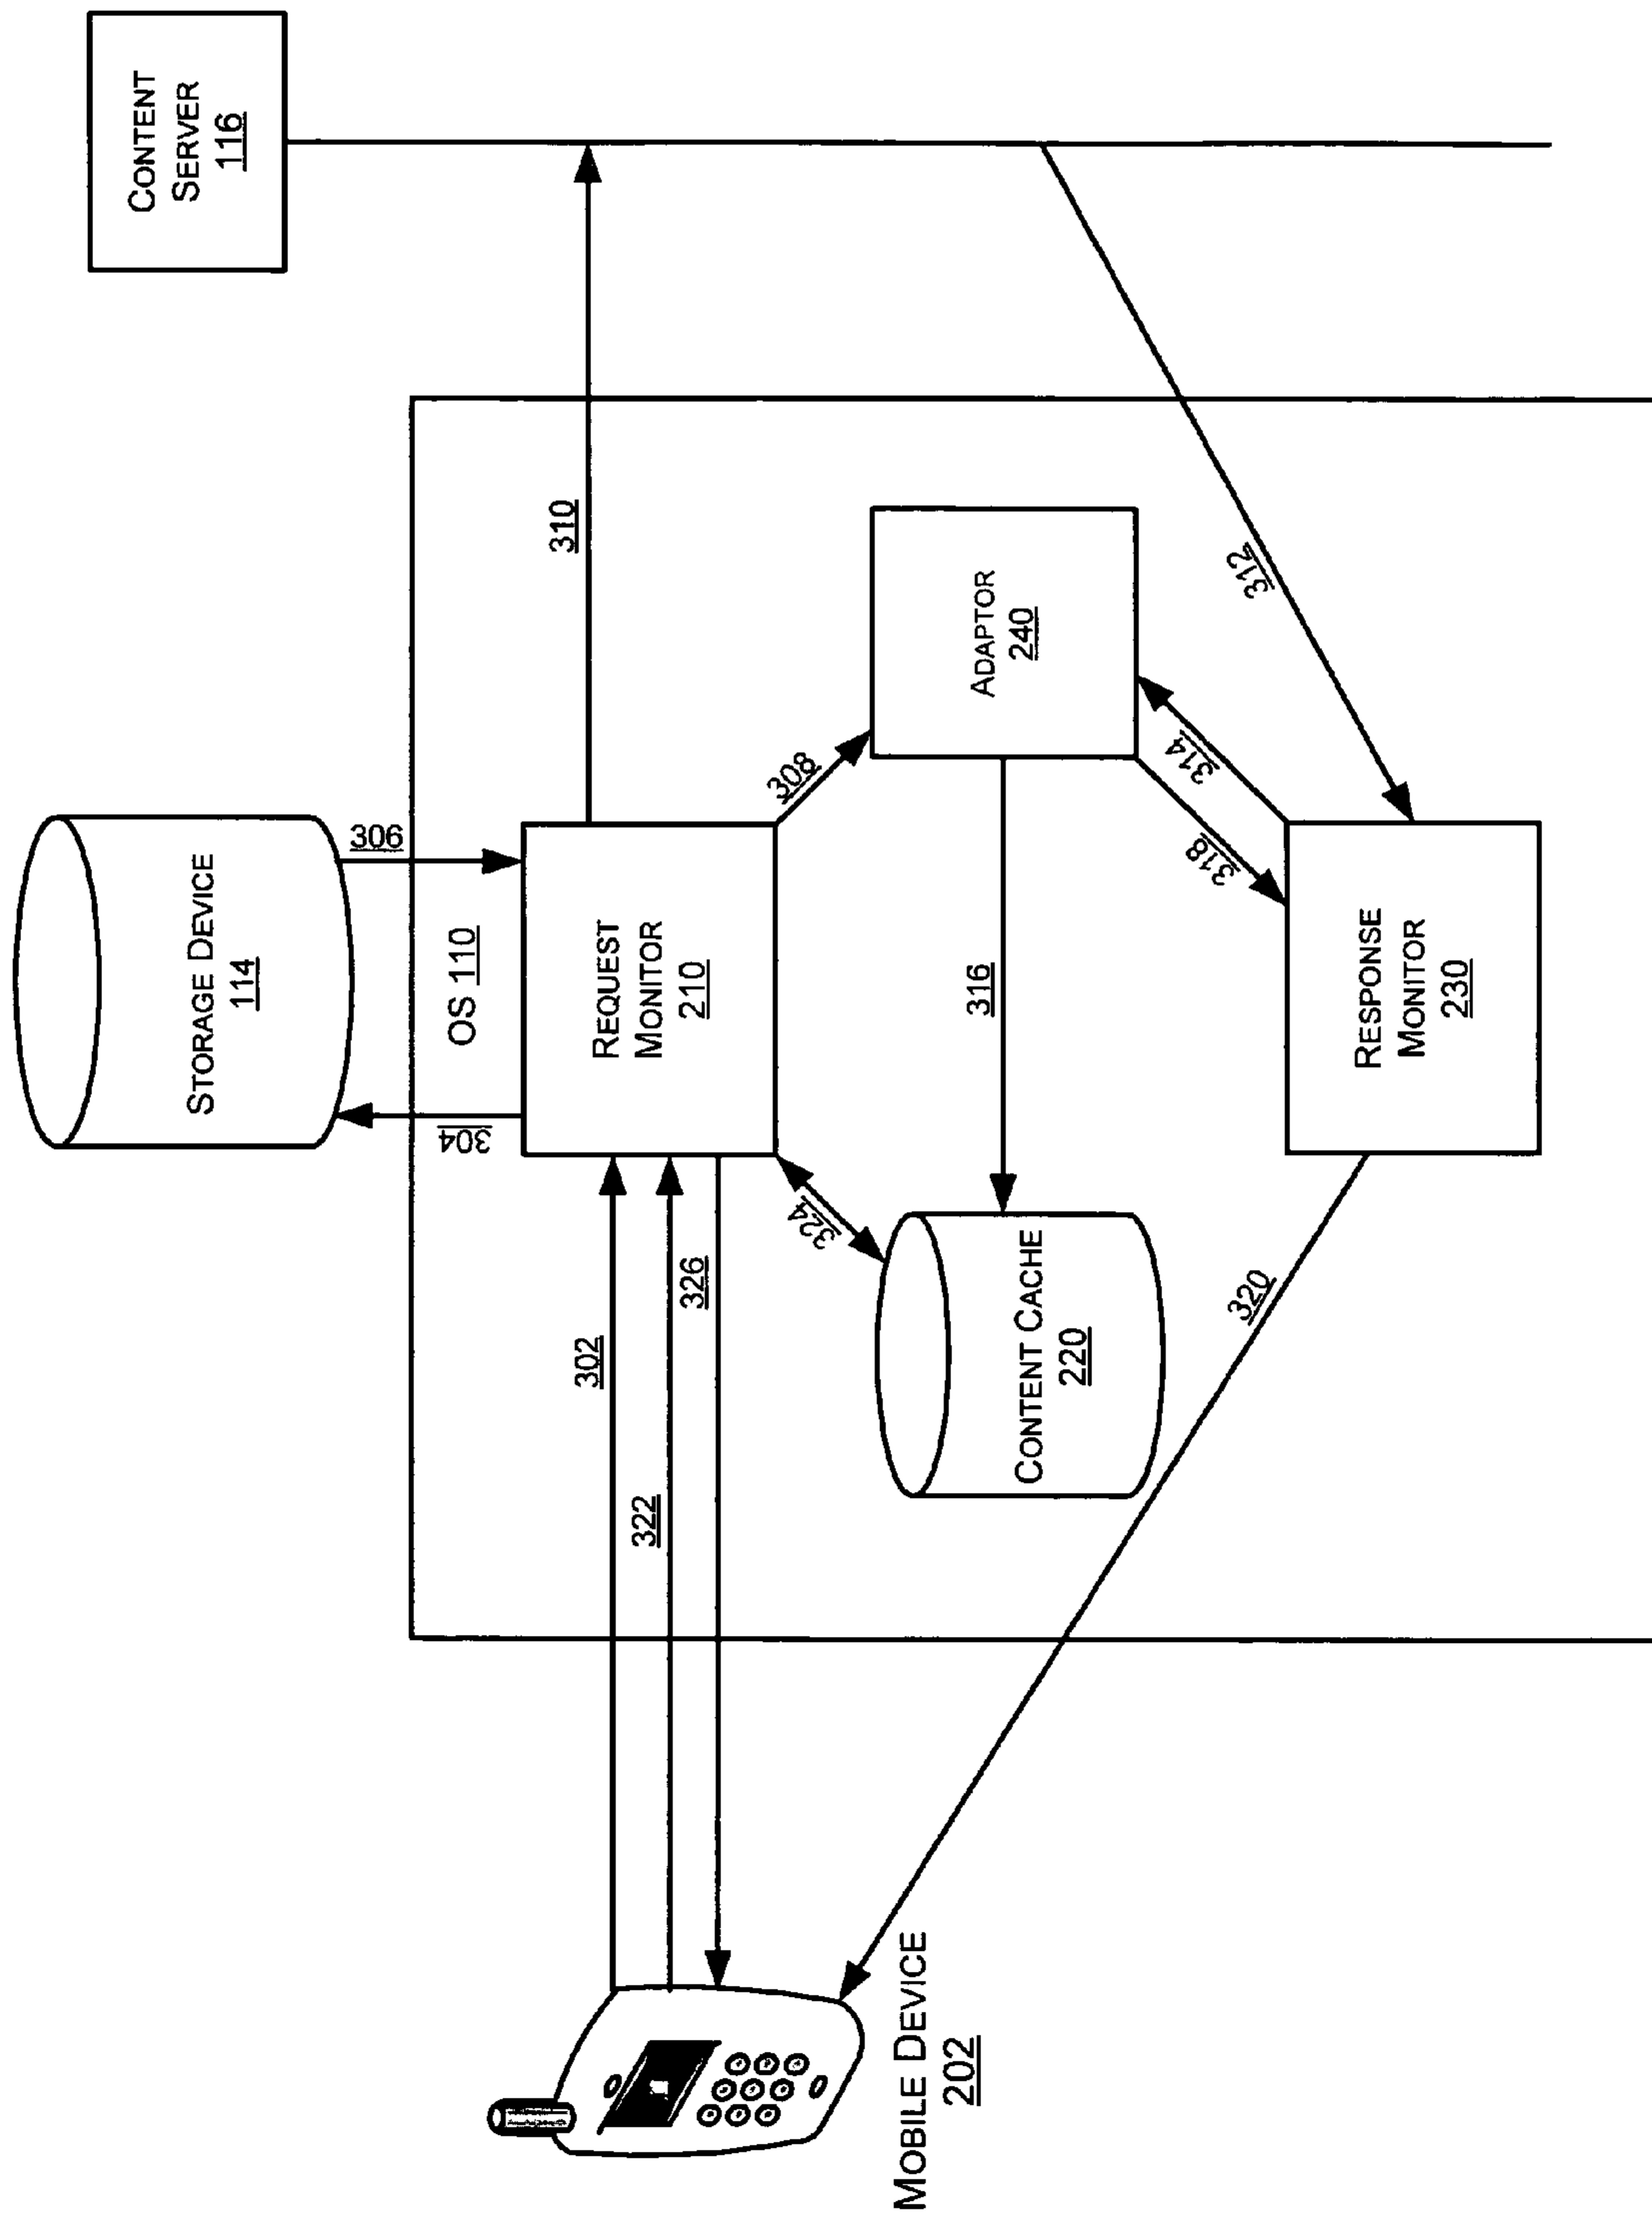 STORAGE DEVICE
114
CONTENT
SERVER
116
304
306
OS 110
310
302
322
326
REQUEST
MONITOR
210
308
324
ADAPTOR
240
316
CONTENT CACHE
220
314
318
312
320
RESPONSE
MONITOR
230
MOBILE DEVICE
202